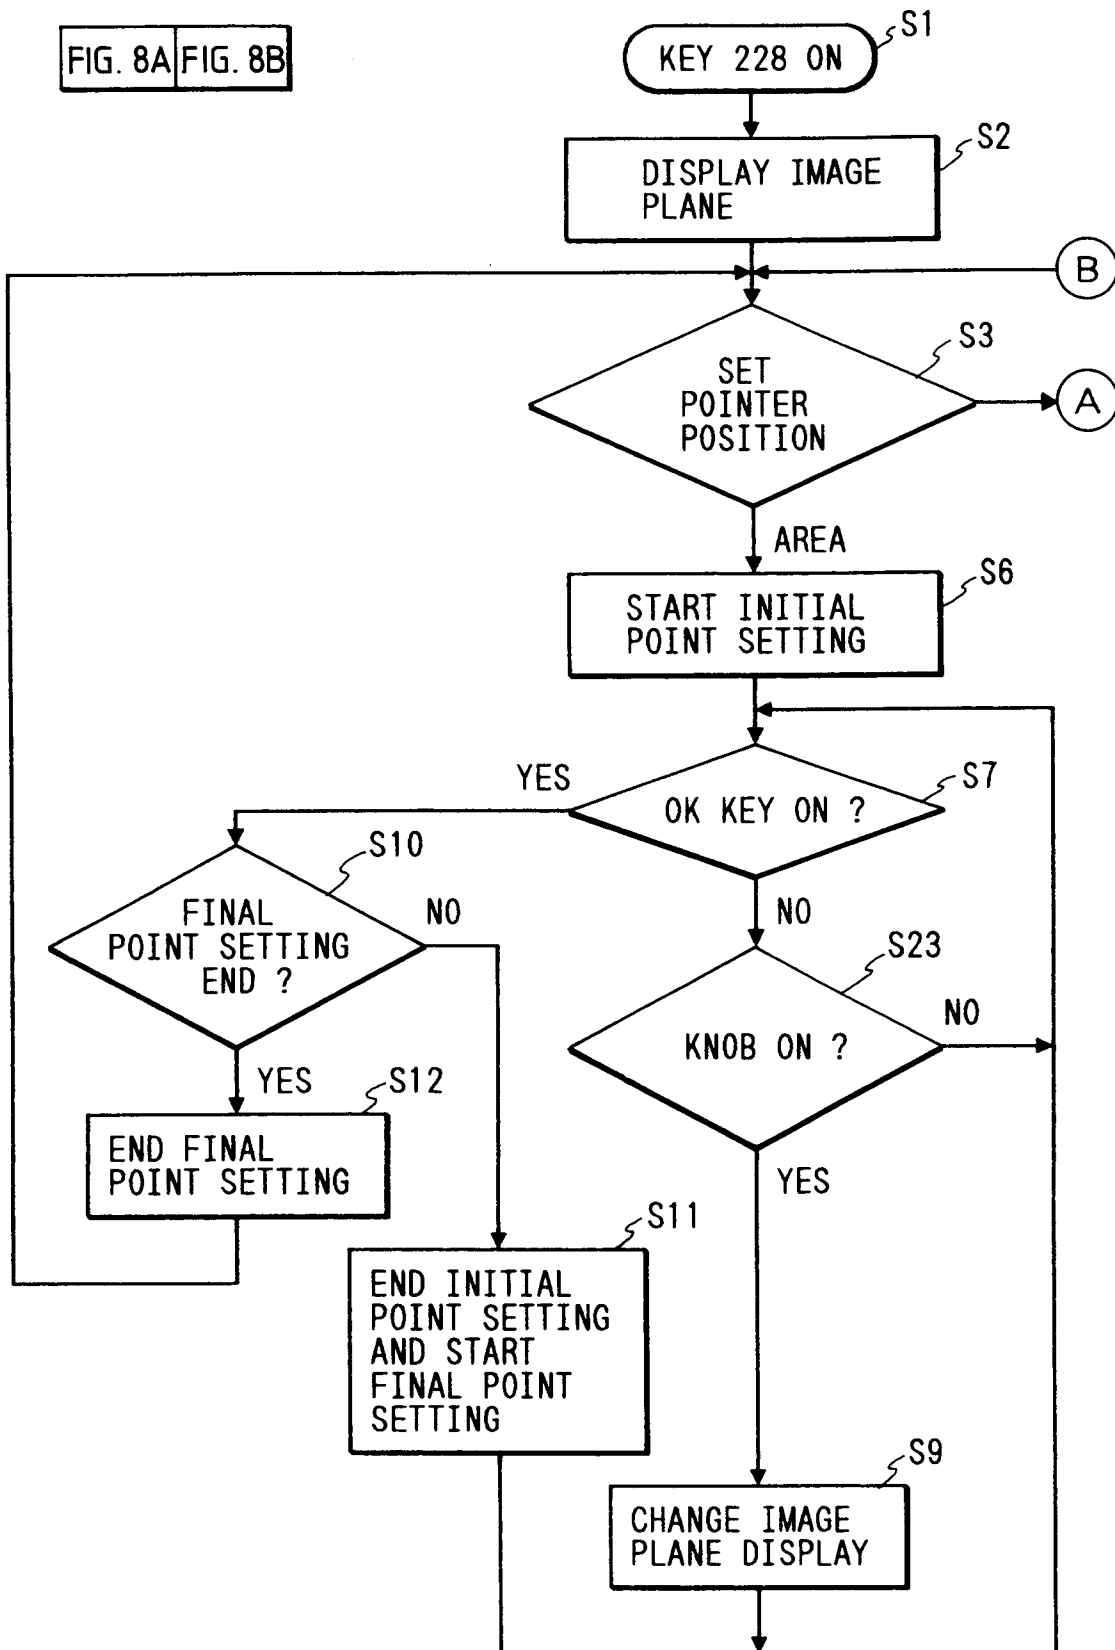 FIG. 8A FIG. 8B
KEY 228 ON
S1
DISPLAY IMAGE
PLANE
S2
B
SET
POINTER
POSITION
S3
A
AREA
START INITIAL
POINT SETTING
S6
YES
OK KEY ON ?
S7
NO
FINAL
POINT SETTING
END ?
S10
NO
KNOB ON ?
S23
NO
YES
END FINAL
POINT SETTING
S12
YES
END INITIAL
POINT SETTING
AND START
FINAL POINT
SETTING
S11
CHANGE IMAGE
PLANE DISPLAY
S9